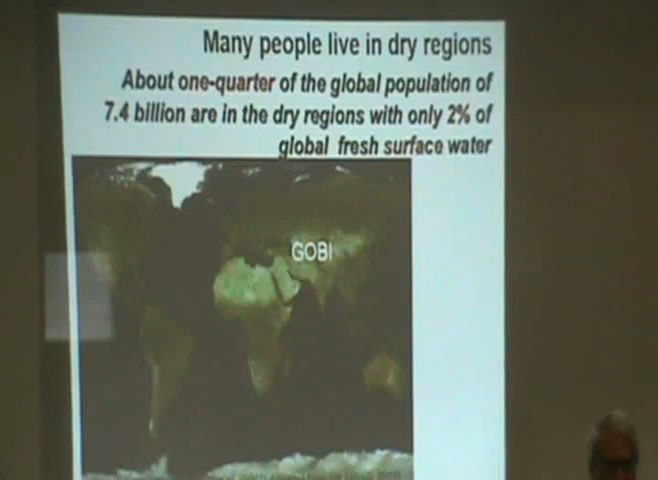 Many people live in dry regions
About one-quarter of the global population of
7.4 billion are in the dry regions with only 2% of
global fresh surface water
GOBI